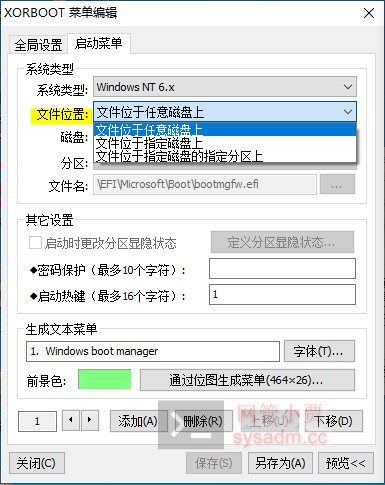 XORBOOT 菜单编辑
全局设置 启动菜单
系统类型
系统类型: Windows NT 6.x
文件位置: 文件位于任意磁盘上
文件位于任意磁盘上
文件位于指定磁盘上
文件位于指定磁盘的指定分区上
磁盘:
分区:
文件名: \EFI\Microsoft\Boot\bootmgfw.efi ...
其它设置
启动时更改分区显隐状态 定义分区显隐状态...
◆密码保护（最多10个字符）:
◆启动热键（最多16个字符）: 1
生成文本菜单
1. Windows boot manager 字体(T)...
前景色: 通过位图生成菜单(464×26)...
1 添加(A) 删除(R) 上移(U) 下移(D)
网管小贾
sysadm.cc
关闭(C) 保存(S) 另存为(A) 预览<<